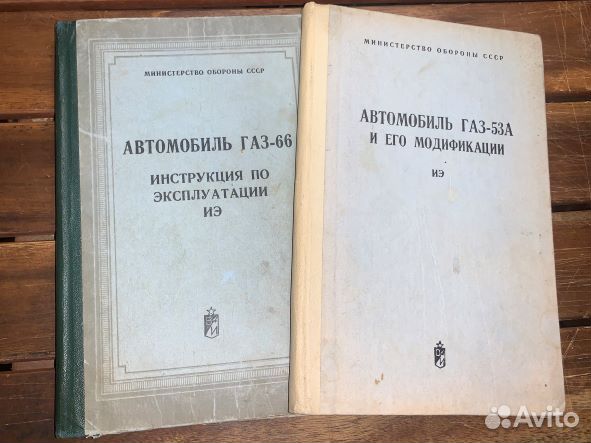 МИНИСТЕРСТВО ОБОРОНЫ СССР
АВТОМОБИЛЬ ГАЗ-66
ИНСТРУКЦИЯ ПО
ЭКСПЛУАТАЦИИ
ИЭ
МИНИСТЕРСТВО ОБОРОНЫ СССР
АВТОМОБИЛЬ ГАЗ-53А
И ЕГО МОДИФИКАЦИИ
ИЭ
Avito